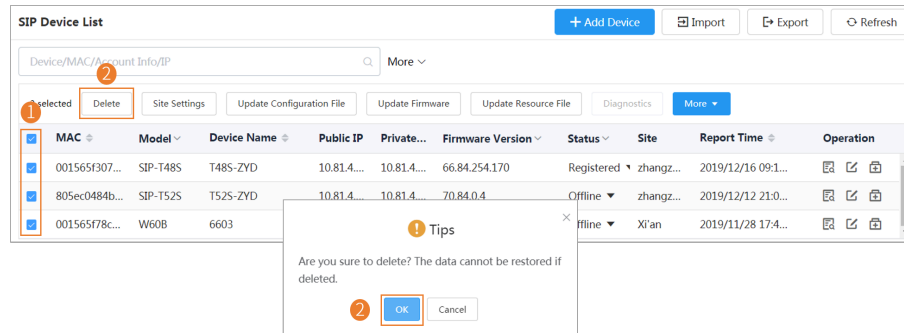 SIP Device List + Add Device Import Export Refresh
Device/MAC/Account Info/IP More
2
selected Delete Site Settings Update Configuration File Update Firmware Update Resource File Diagnostics More
1
MAC Model Device Name Public IP Private... Firmware Version Status Site Report Time Operation
001565f307... SIP-T48S T48S-ZYD 10.81.4.... 10.81.4... 66.84.254.170 Registered zhangz... 2019/12/16 09:1...
805ec0484b... SIP-T52S T52S-ZYD 10.81.4.... 10.81.4... 70.84.0.4 Offline zhangz... 2019/12/12 21:0...
001565f78c... W60B 6603 ffline Xi'an 2019/11/28 17:4...
! Tips
Are you sure to delete? The data cannot be restored if
deleted.
2 OK Cancel